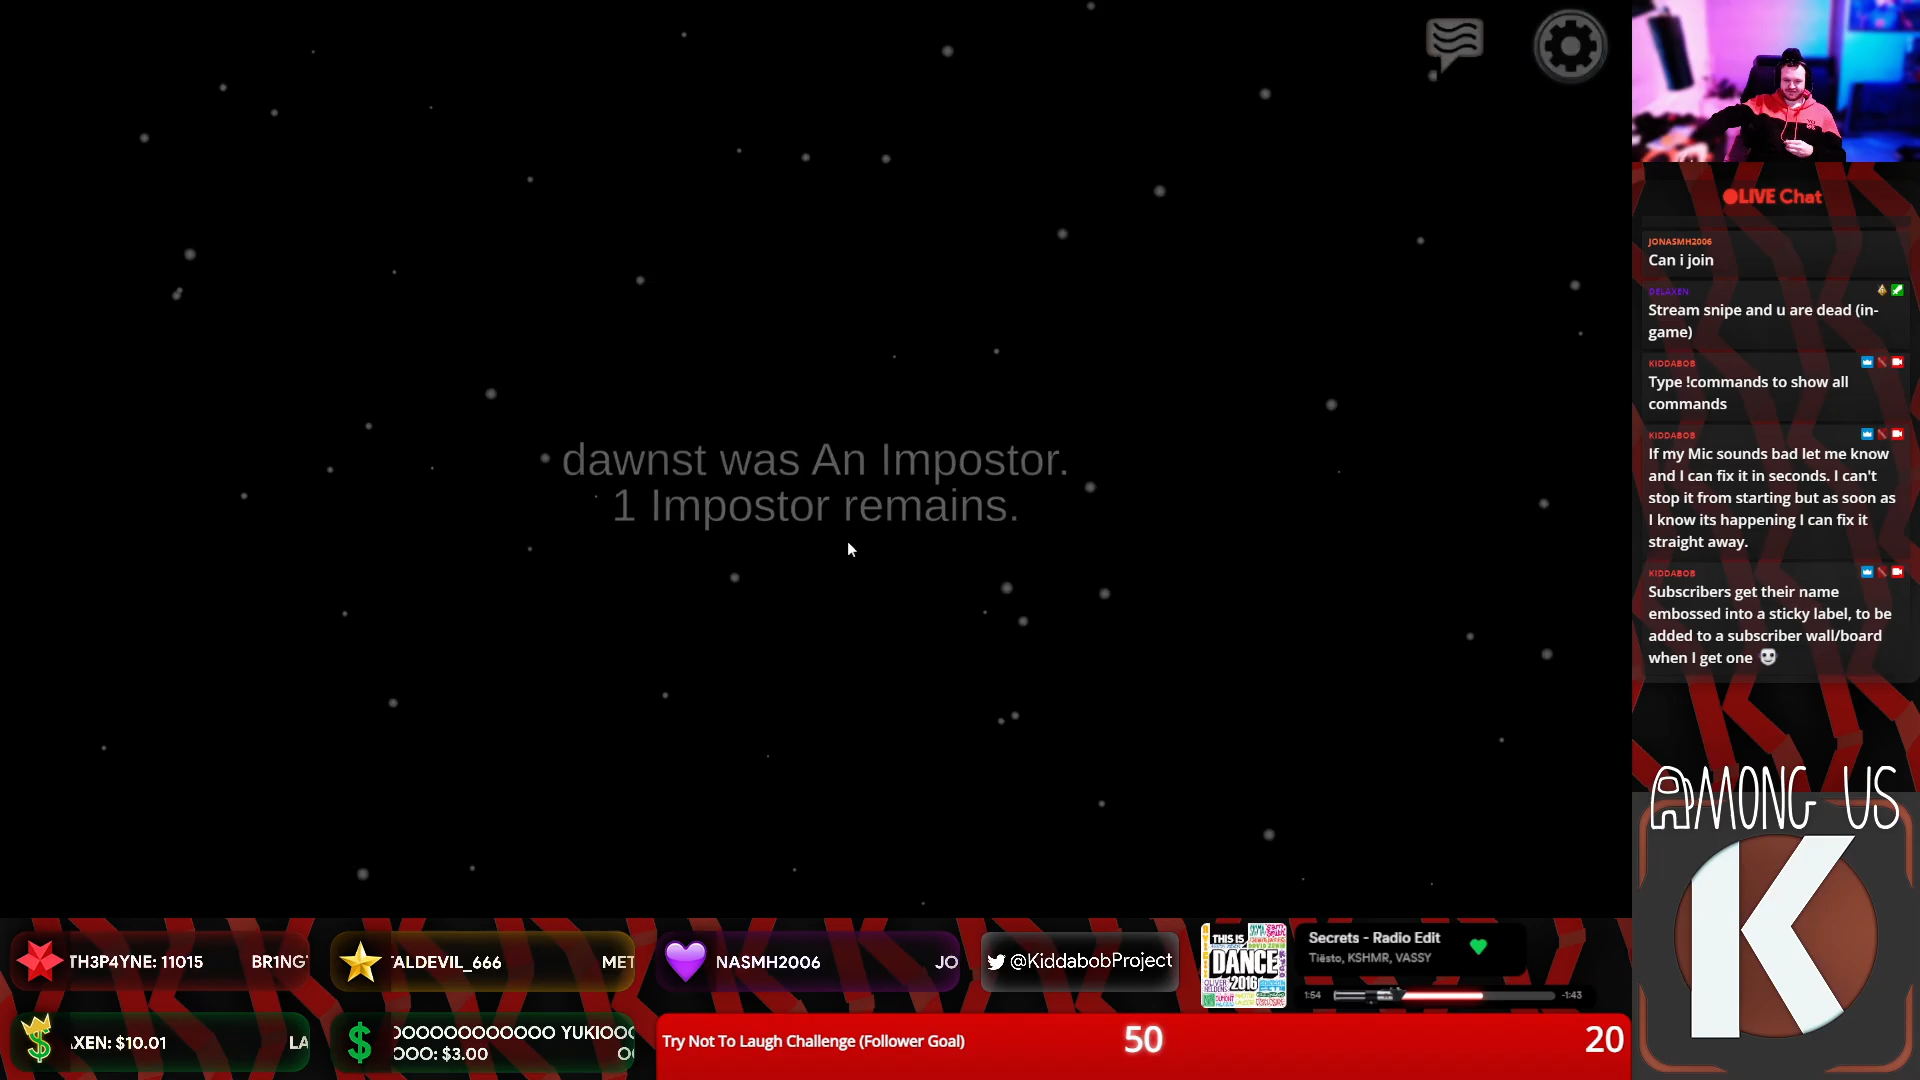 dawnst was An Impostor.
1 Impostor remains.
LIVE Chat
JONASMH2006
Can i join
DELAXEN
Stream snipe and u are dead (in-
game)
KIDDABOB
Type !commands to show all
commands
KIDDABOB
If my Mic sounds bad let me know
and I can fix it in seconds. I can't
stop it from starting but as soon as
I know its happening I can fix it
straight away.
KIDDABOB
Subscribers get their name
embossed into a sticky label, to be
added to a subscriber wall/board
when I get one
AMONG US
K
TH3P4YNE: 11015 BR1NG
ALDEVIL_666 MET
NASMH2006 JO
@KiddabobProject
THIS IS
DANCE
2016
Secrets - Radio Edit
Tiësto, KSHMR, VASSY
1:54 -1:43
XEN: $10.01 LA
OOOOOOOOOOOO YUKIOOO
OOO: $3.00 O
Try Not To Laugh Challenge (Follower Goal) 50 20